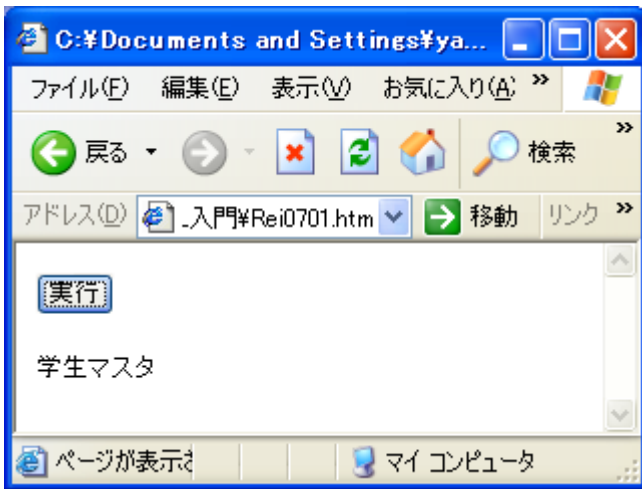 C:¥Documents and Settings¥ya...
ファイル(F) 編集(E) 表示(V) お気に入り(A) »
戻る 検索 »
アドレス(D) _入門¥Rei0701.htm 移動 リンク »
実行
学生マスタ
ページが表示さ マイ コンピュータ